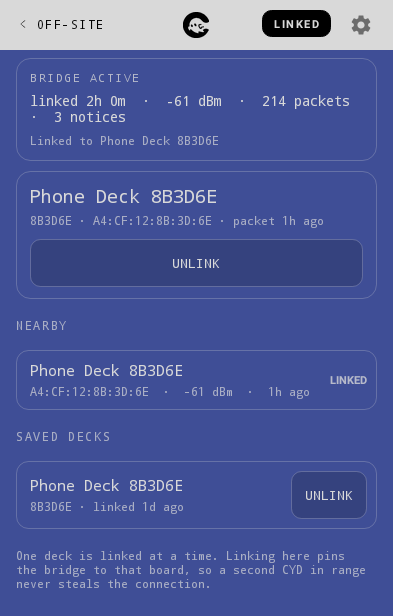 OFF-SITE
LINKED
BRIDGE ACTIVE
linked 2h 0m · -61 dBm · 214 packets
· 3 notices
Linked to Phone Deck 8B3D6E
Phone Deck 8B3D6E
8B3D6E · A4:CF:12:8B:3D:6E · packet 1h ago
UNLINK
NEARBY
Phone Deck 8B3D6E
A4:CF:12:8B:3D:6E · -61 dBm · 1h ago
LINKED
SAVED DECKS
Phone Deck 8B3D6E
8B3D6E · linked 1d ago
UNLINK
One deck is linked at a time. Linking here pins
the bridge to that board, so a second CYD in range
never steals the connection.